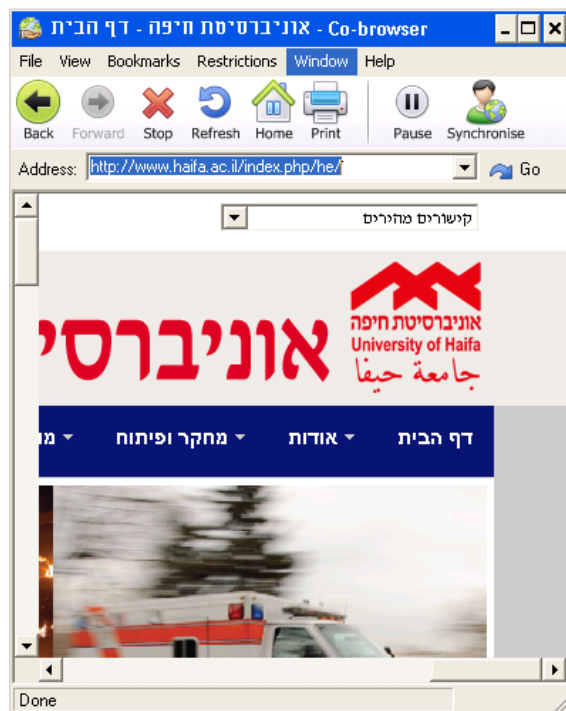 אוניברסיטת חיפה - דף הבית - Co-browser
File View Bookmarks Restrictions Window Help
Back Forward Stop Refresh Home Print Pause Synchronise
Address: http://www.haifa.ac.il/index.php/he/ Go
קישורים מהירים
אוניברסיטת חיפה
University of Haifa
جامعة حيفا
אוניברסי
דף הבית אודות מחקר ופיתוח מו
Done